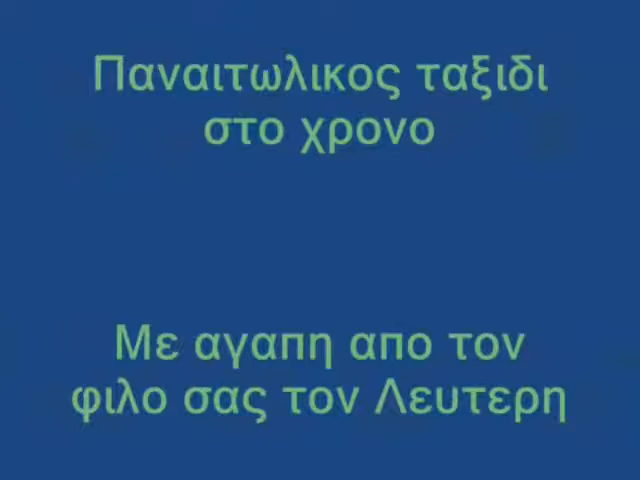 Παναιτωλικος ταξιδι
στο χρονο
Με αγαπη απο τον
φιλο σας τον Λευτερη